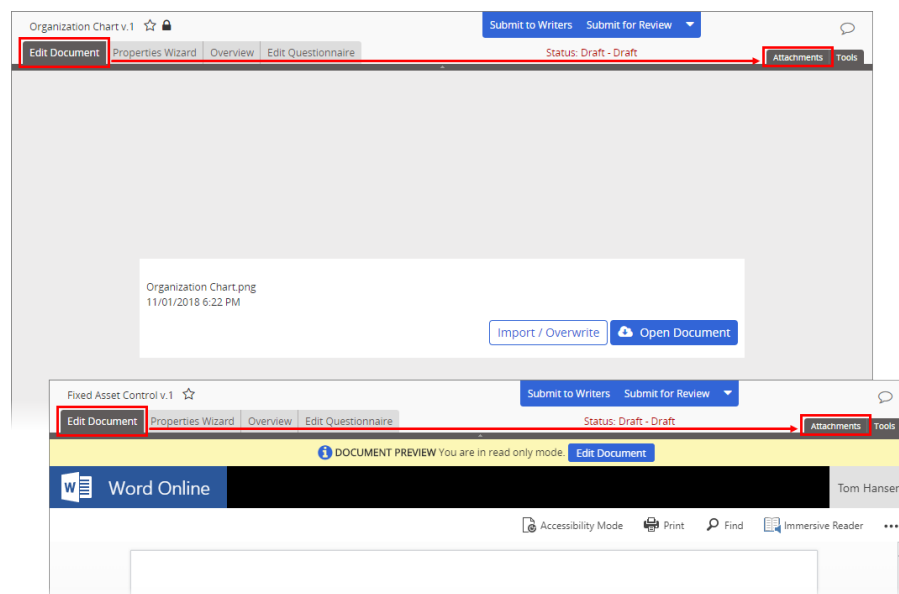 Organization Chart v.1
Submit to Writers Submit for Review
Edit Document Properties Wizard Overview Edit Questionnaire
Status: Draft - Draft
Attachments Tools
Organization Chart.png
11/01/2018 6:22 PM
Import / Overwrite Open Document
Fixed Asset Control v.1
Submit to Writers Submit for Review
Edit Document Properties Wizard Overview Edit Questionnaire
Status: Draft - Draft
Attachments Tools
DOCUMENT PREVIEW You are in read only mode. Edit Document
W Word Online
Tom Hansen
Accessibility Mode Print Find Immersive Reader •••